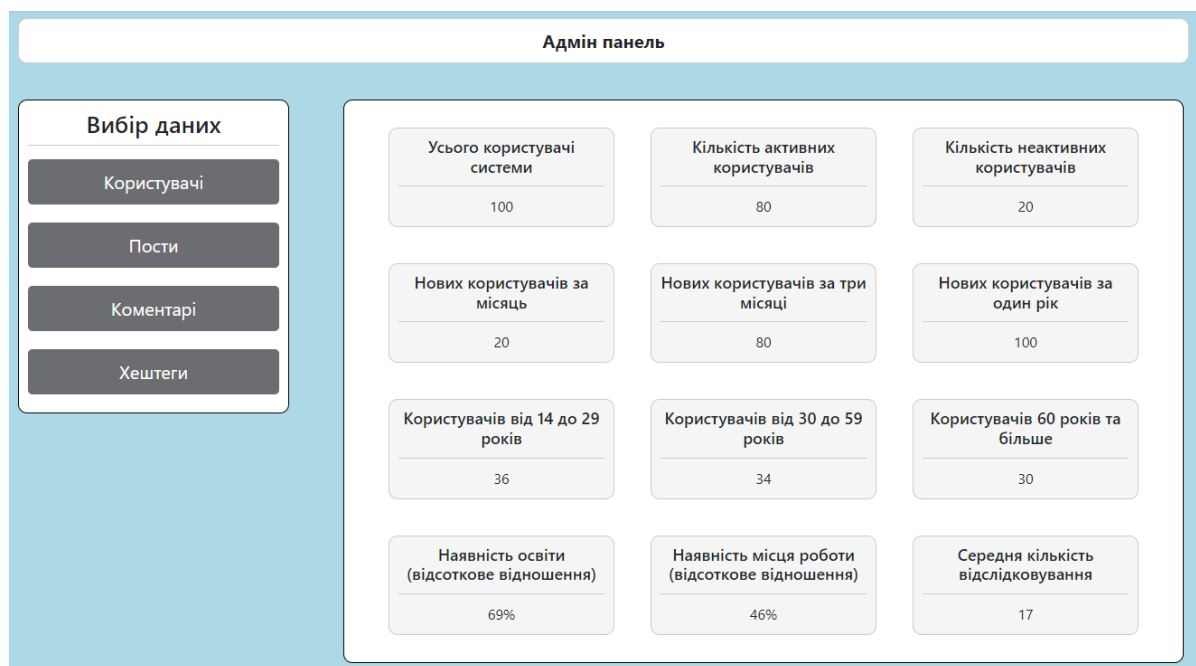 Адмін панель
Вибір даних
Користувачі
Пости
Коментарі
Хештеги
Усього користувачі
системи
100
Кількість активних
користувачів
80
Кількість неактивних
користувачів
20
Нових користувачів за
місяць
20
Нових користувачів за три
місяці
80
Нових користувачів за
один рік
100
Користувачів від 14 до 29
років
36
Користувачів від 30 до 59
років
34
Користувачів 60 років та
більше
30
Наявність освіти
(відсоткове відношення)
69%
Наявність місця роботи
(відсоткове відношення)
46%
Середня кількість
відслідковування
17